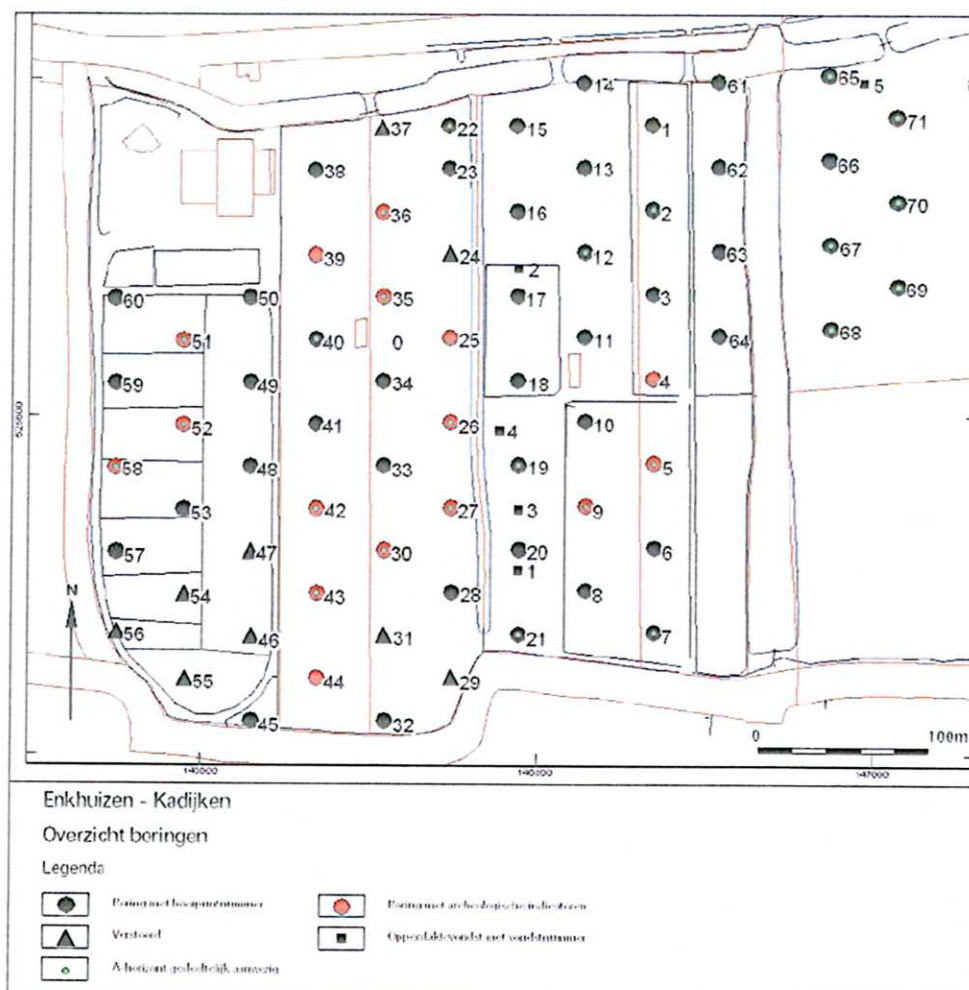 14 61 65 5
37 22 15 1 71
38 23 13 62 66
36 16 2 70
39 24 2 12 63 67
60 50 35 17 3 69
51 40 0 25 11 64 68
59 49 34 18 4
52 41 26 4 10
58 48 33 19 5
53 42 27 3 9
57 47 30 20 1 6
54 43 28 8
56 46 31 21 7
N
55 44 29
45 32
0 100m
147000
Enkhuizen - Kadijken
Overzicht boringen
Legenda
Boring met boorpuntnummer
Boring met archeologische indicatoren
Verstoord
Oppervlaktevondst met vondstnummer
A-horizont gedeeltelijk aanwezig